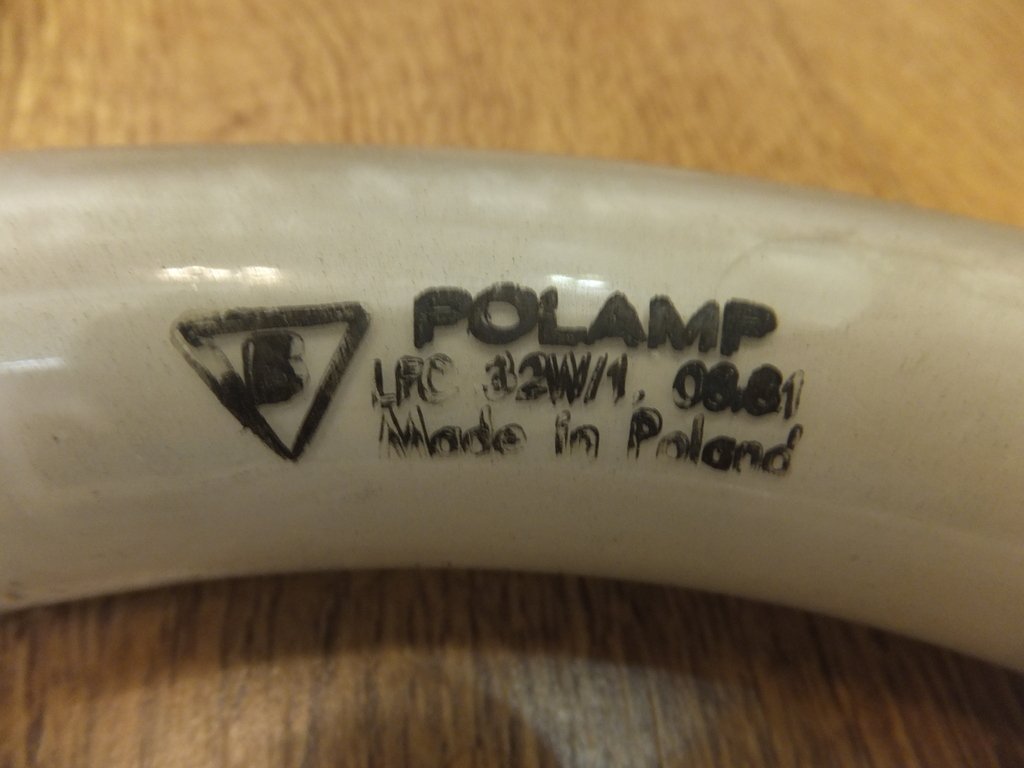 B
POLAMP
LFC 32W/1. 08.81
Made in Poland